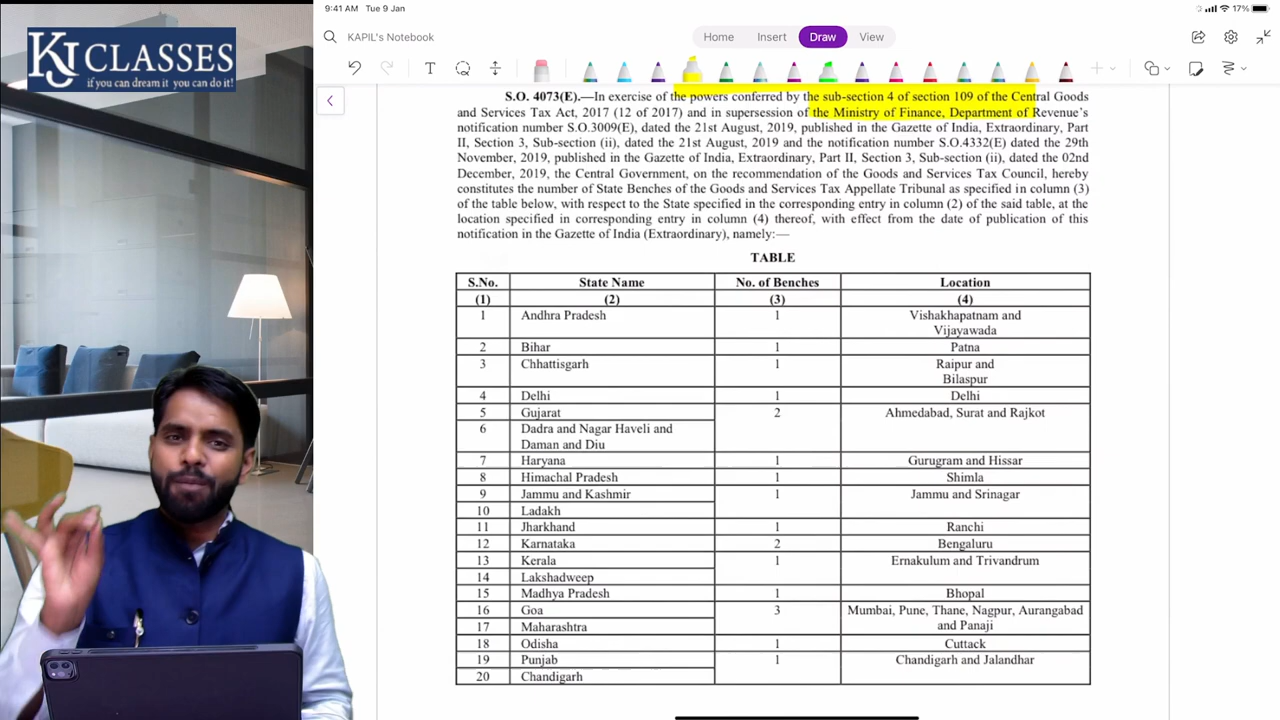 KJ CLASSES
if you can dream it you can do it!
9:41 AM Tue 9 Jan
17%
KAPIL's Notebook
Home Insert Draw View
S.O. 4073(E).—In exercise of the powers conferred by the sub-section 4 of section 109 of the Central Goods
and Services Tax Act, 2017 (12 of 2017) and in supersession of the Ministry of Finance, Department of Revenue's
notification number S.O.3009(E), dated the 21st August, 2019, published in the Gazette of India, Extraordinary, Part
II, Section 3, Sub-section (ii), dated the 21st August, 2019 and the notification number S.O.4332(E) dated the 29th
November, 2019, published in the Gazette of India, Extraordinary, Part II, Section 3, Sub-section (ii), dated the 02nd
December, 2019, the Central Government, on the recommendation of the Goods and Services Tax Council, hereby
constitutes the number of State Benches of the Goods and Services Tax Appellate Tribunal as specified in column (3)
of the table below, with respect to the State specified in the corresponding entry in column (2) of the said table, at the
location specified in corresponding entry in column (4) thereof, with effect from the date of publication of this
notification in the Gazette of India (Extraordinary), namely:—
TABLE
S.No. State Name No. of Benches Location
(1) (2) (3) (4)
1 Andhra Pradesh 1 Vishakhapatnam and
Vijayawada
2 Bihar 1 Patna
3 Chhattisgarh 1 Raipur and
Bilaspur
4 Delhi 1 Delhi
5 Gujarat 2 Ahmedabad, Surat and Rajkot
6 Dadra and Nagar Haveli and
Daman and Diu
7 Haryana 1 Gurugram and Hissar
8 Himachal Pradesh 1 Shimla
9 Jammu and Kashmir 1 Jammu and Srinagar
10 Ladakh
11 Jharkhand 1 Ranchi
12 Karnataka 2 Bengaluru
13 Kerala 1 Ernakulum and Trivandrum
14 Lakshadweep
15 Madhya Pradesh 1 Bhopal
16 Goa 3 Mumbai, Pune, Thane, Nagpur, Aurangabad
17 Maharashtra and Panaji
18 Odisha 1 Cuttack
19 Punjab 1 Chandigarh and Jalandhar
20 Chandigarh